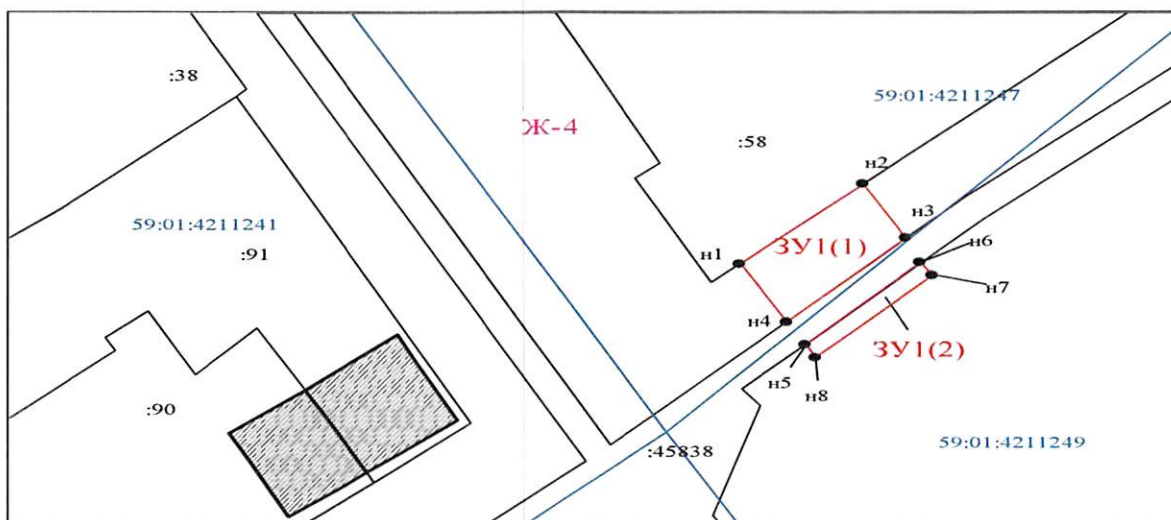 :38
59:01:4211247
Ж-4
:58
н2
59:01:4211241
:91
н3
ЗУ1(1)
н6
н1
н7
н4
ЗУ1(2)
н5
н8
:90
:45838
59:01:4211249